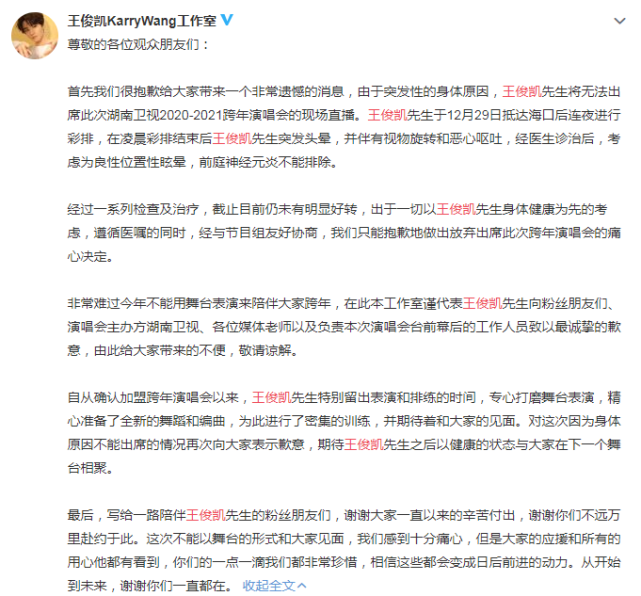 王俊凯KarryWang工作室
尊敬的各位观众朋友们：
首先我们很抱歉给大家带来一个非常遗憾的消息，由于突发性的身体原因，王俊凯先生将无法出
席此次湖南卫视2020-2021跨年演唱会的现场直播。王俊凯先生于12月29日抵达海口后连夜进行
彩排，在凌晨彩排结束后王俊凯先生突发头晕，并伴有视物旋转和恶心呕吐，经医生诊治后，考
虑为良性位置性眩晕，前庭神经元炎不能排除。
经过一系列检查及治疗，截止目前仍未有明显好转，出于一切以王俊凯先生身体健康为先的考
虑，遵循医嘱的同时，经与节目组友好协商，我们只能抱歉地做出放弃出席此次跨年演唱会的痛
心决定。
非常难过今年不能用舞台表演来陪伴大家跨年，在此本工作室谨代表王俊凯先生向粉丝朋友们、
演唱会主办方湖南卫视、各位媒体老师以及负责本次演唱会台前幕后的工作人员致以最诚挚的歉
意，由此给大家带来的不便，敬请谅解。
自从确认加盟跨年演唱会以来，王俊凯先生特别留出表演和排练的时间，专心打磨舞台表演，精
心准备了全新的舞蹈和编曲，为此进行了密集的训练，并期待着和大家的见面。对这次因为身体
原因不能出席的情况再次向大家表示歉意，期待王俊凯先生之后以健康的状态与大家在下一个舞
台相聚。
最后，写给一路陪伴王俊凯先生的粉丝朋友们，谢谢大家一直以来的辛苦付出，谢谢你们不远万
里赴约于此。这次不能以舞台的形式和大家见面，我们感到十分痛心，但是大家的应援和所有的
用心他都有看到，你们的一点一滴我们都非常珍惜，相信这些都会变成日后前进的动力。从开始
到未来，谢谢你们一直都在。 收起全文